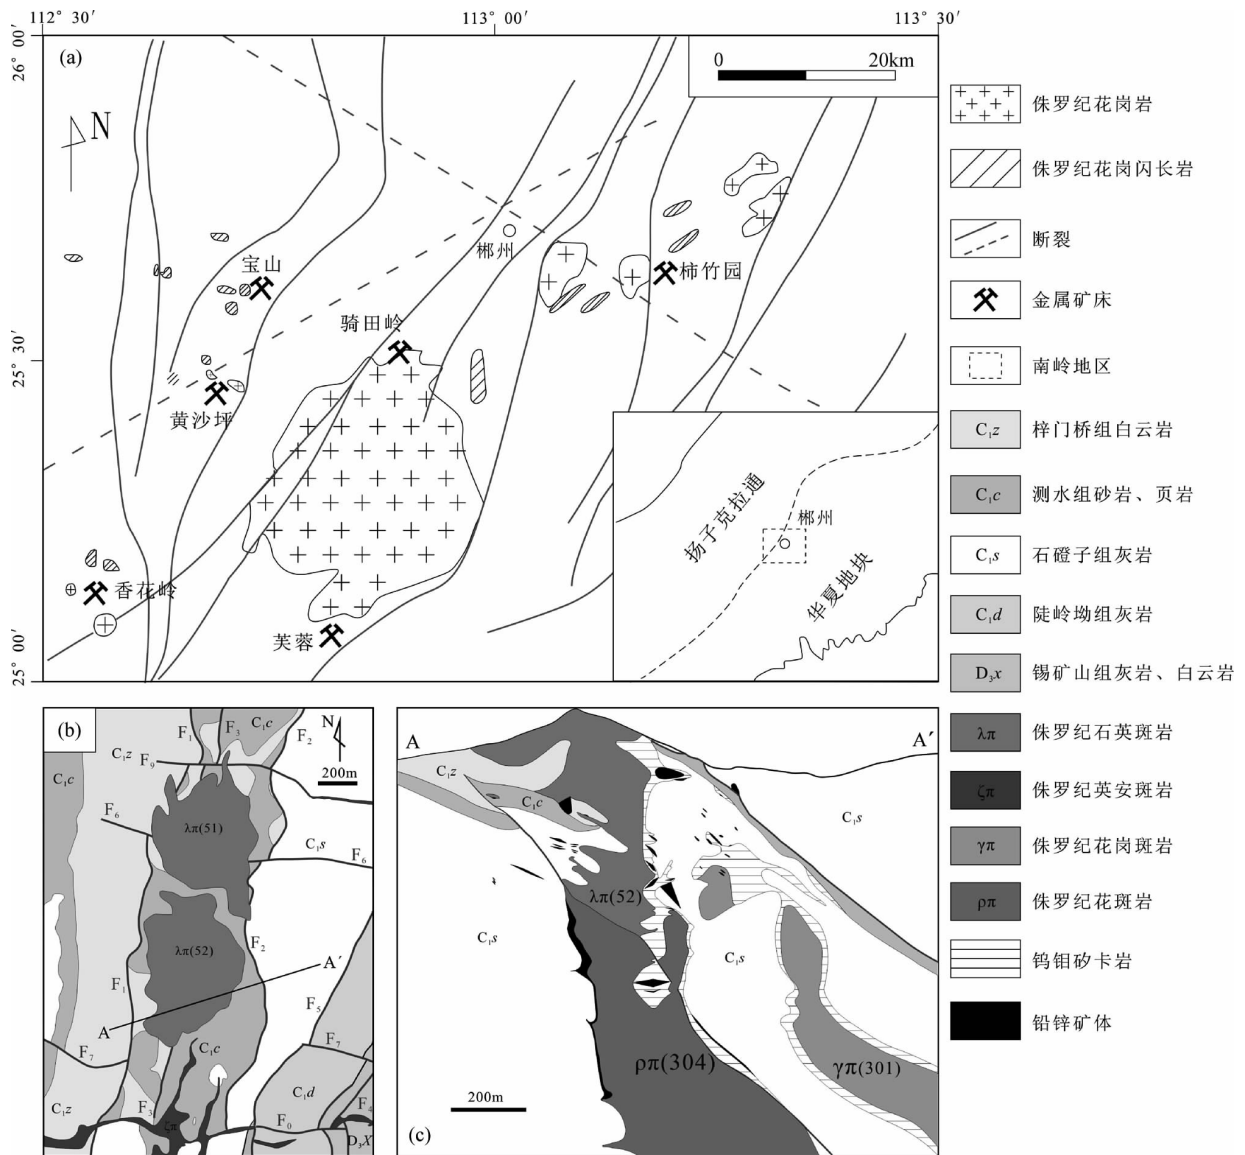 112° 30′
113° 00′
113° 30′
26° 00′
25° 30′
25° 00′
(a)
N
0
20km
宝山
郴州
柿竹园
骑田岭
黄沙坪
香花岭
芙蓉
扬子克拉通
郴州
华夏地块
侏罗纪花岗岩
侏罗纪花岗闪长岩
断裂
金属矿床
南岭地区
C₁z
梓门桥组白云岩
C₁c
测水组砂岩、页岩
C₁s
石磴子组灰岩
C₁d
陡岭坳组灰岩
D₃x
锡矿山组灰岩、白云岩
λπ
侏罗纪石英斑岩
ζπ
侏罗纪英安斑岩
γπ
侏罗纪花岗斑岩
ρπ
侏罗纪花斑岩
钨钼矽卡岩
铅锌矿体
(b)
F₁
F₃
C₁c
F₂
N
200m
C₁z
F₉
C₁c
F₆
λπ(51)
C₁s
F₆
λπ(52)
F₂
A′
F₁
F₅
A
F₇
C₁c
F₇
C₁z
F₃
C₁d
F₄
ζπ
F₀
D₃X
A
A′
C₁z
C₁c
C₁s
λπ(52)
C₁s
C₁s
ρπ(304)
γπ(301)
200m
(c)